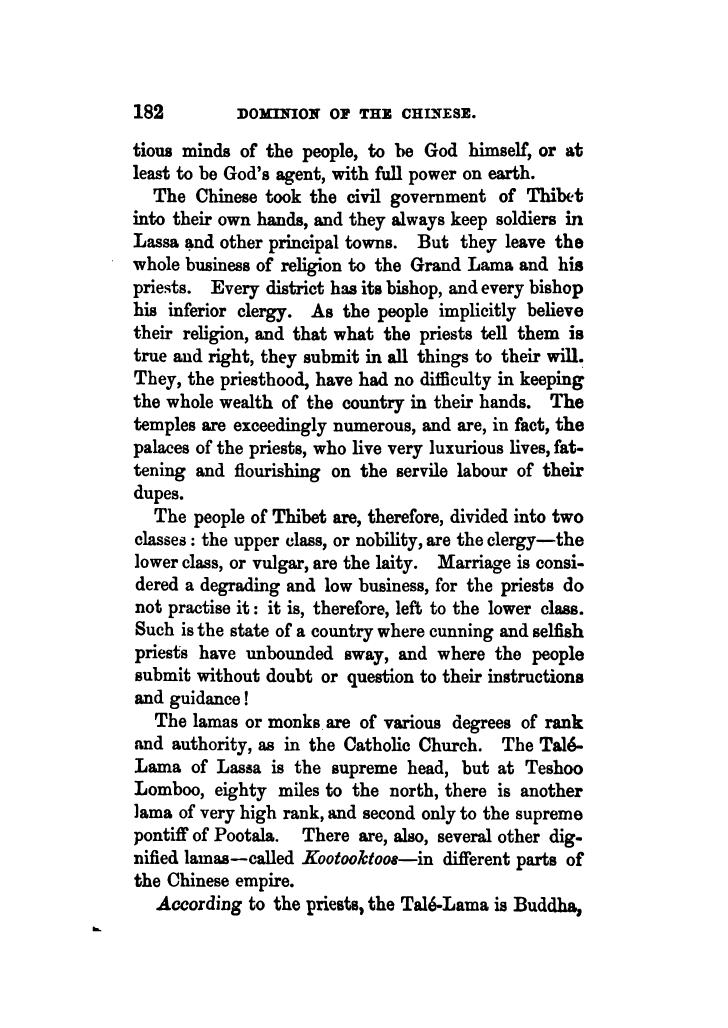 182 DOMINION OF THE CHINESE.
tious minds of the people, to be God himself, or at
least to be God's agent, with full power on earth.
The Chinese took the civil government of Thibet
into their own hands, and they always keep soldiers in
Lassa and other principal towns. But they leave the
whole business of religion to the Grand Lama and his
priests. Every district has its bishop, and every bishop
his inferior clergy. As the people implicitly believe
their religion, and that what the priests tell them is
true and right, they submit in all things to their will.
They, the priesthood, have had no difficulty in keeping
the whole wealth of the country in their hands. The
temples are exceedingly numerous, and are, in fact, the
palaces of the priests, who live very luxurious lives, fat-
tening and flourishing on the servile labour of their
dupes.
The people of Thibet are, therefore, divided into two
classes: the upper class, or nobility, are the clergy—the
lower class, or vulgar, are the laity. Marriage is consi-
dered a degrading and low business, for the priests do
not practise it: it is, therefore, left to the lower class.
Such is the state of a country where cunning and selfish
priests have unbounded sway, and where the people
submit without doubt or question to their instructions
and guidance!
The lamas or monks are of various degrees of rank
and authority, as in the Catholic Church. The Talé-
Lama of Lassa is the supreme head, but at Teshoo
Lomboo, eighty miles to the north, there is another
lama of very high rank, and second only to the supreme
pontiff of Pootala. There are, also, several other dig-
nified lamas—called Kootooktoos—in different parts of
the Chinese empire.
According to the priests, the Talé-Lama is Buddha,